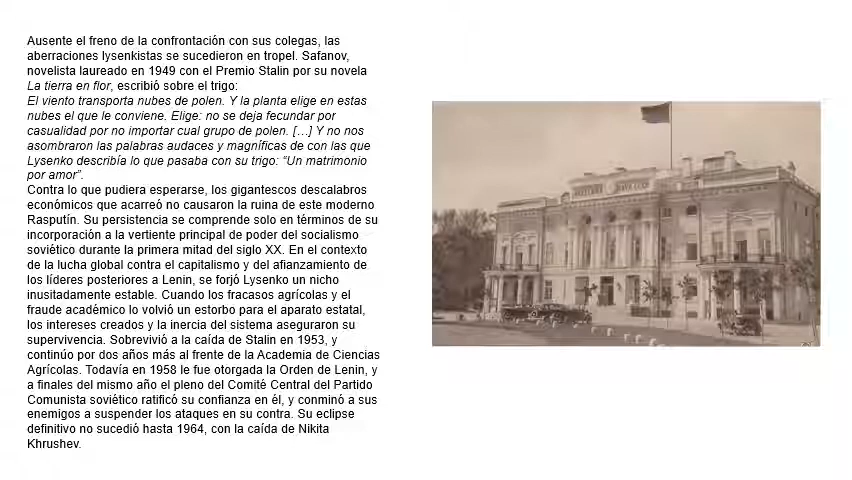 Ausente el freno de la confrontación con sus colegas, las
aberraciones lysenkistas se sucedieron en tropel. Safanov,
novelista laureado en 1949 con el Premio Stalin por su novela
La tierra en flor, escribió sobre el trigo:
El viento transporta nubes de polen. Y la planta elige en estas
nubes el que le conviene. Elige: no se deja fecundar por
casualidad por no importar cual grupo de polen. […] Y no nos
asombraron las palabras audaces y magníficas de con las que
Lysenko describía lo que pasaba con su trigo: “Un matrimonio
por amor”.
Contra lo que pudiera esperarse, los gigantescos descalabros
económicos que acarreó no causaron la ruina de este moderno
Rasputín. Su persistencia se comprende solo en términos de su
incorporación a la vertiente principal de poder del socialismo
soviético durante la primera mitad del siglo XX. En el contexto
de la lucha global contra el capitalismo y del afianzamiento de
los líderes posteriores a Lenin, se forjó Lysenko un nicho
inusitadamente estable. Cuando los fracasos agrícolas y el
fraude académico lo volvió un estorbo para el aparato estatal,
los intereses creados y la inercia del sistema aseguraron su
supervivencia. Sobrevivió a la caída de Stalin en 1953, y
continúo por dos años más al frente de la Academia de Ciencias
Agrícolas. Todavía en 1958 le fue otorgada la Orden de Lenin, y
a finales del mismo año el pleno del Comité Central del Partido
Comunista soviético ratificó su confianza en él, y conminó a sus
enemigos a suspender los ataques en su contra. Su eclipse
definitivo no sucedió hasta 1964, con la caída de Nikita
Khrushev.